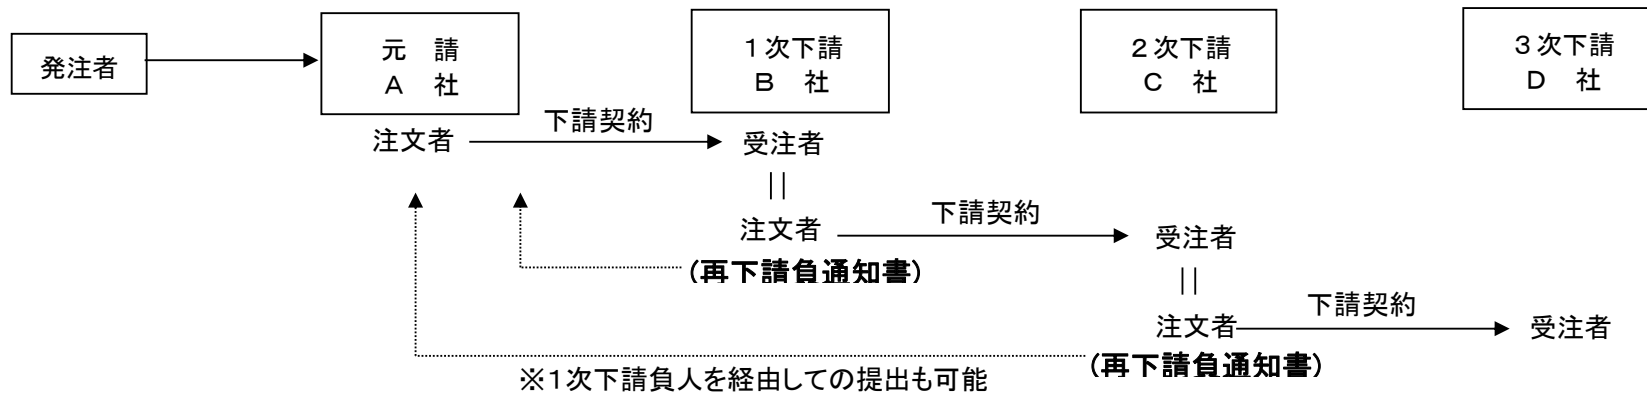 発注者
元　請
A　社
1次下請
B　社
2次下請
C　社
3次下請
D　社
注文者
下請契約
受注者
||
注文者
下請契約
受注者
(再下請負通知書)
||
注文者
下請契約
受注者
(再下請負通知書)
※1次下請負人を経由しての提出も可能